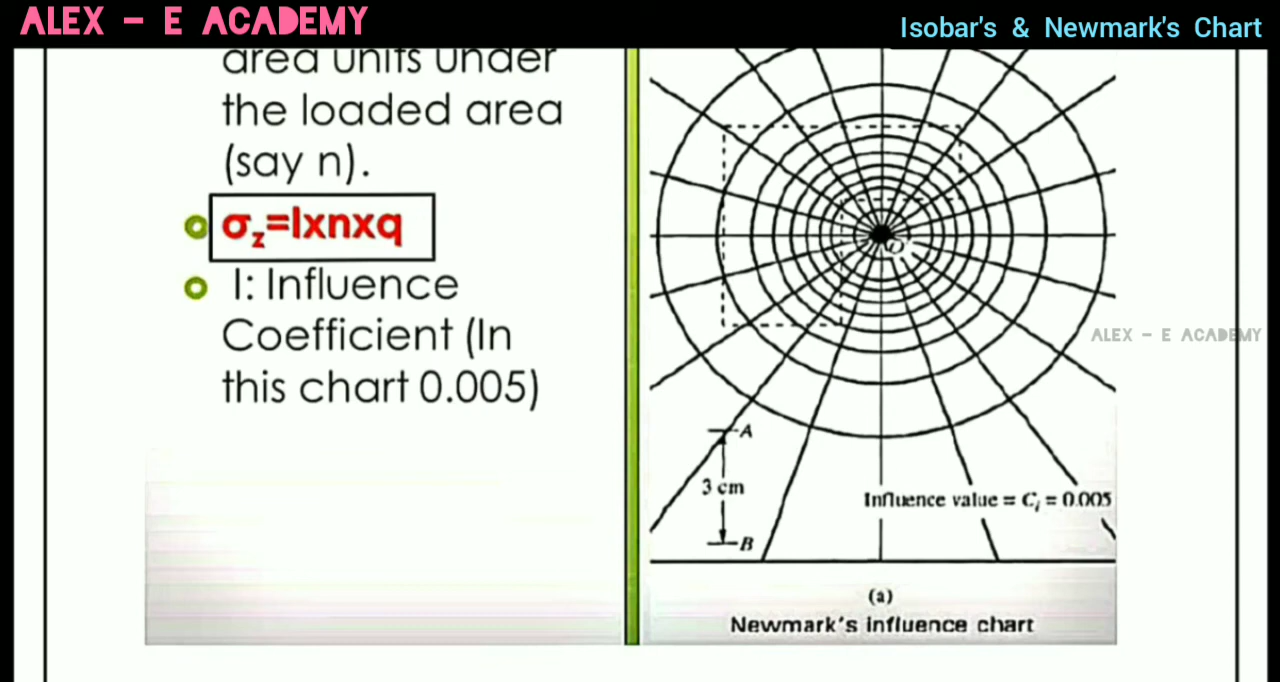 ALEX – E ACADEMY
Isobar's & Newmark's Chart
area units under
the loaded area
(say n).
σz=Ixnxq
I: Influence
Coefficient (In
this chart 0.005)
O
ALEX – E ACADEMY
A
3 cm
B
Influence value = Ci = 0.005
(a)
Newmark's influence chart